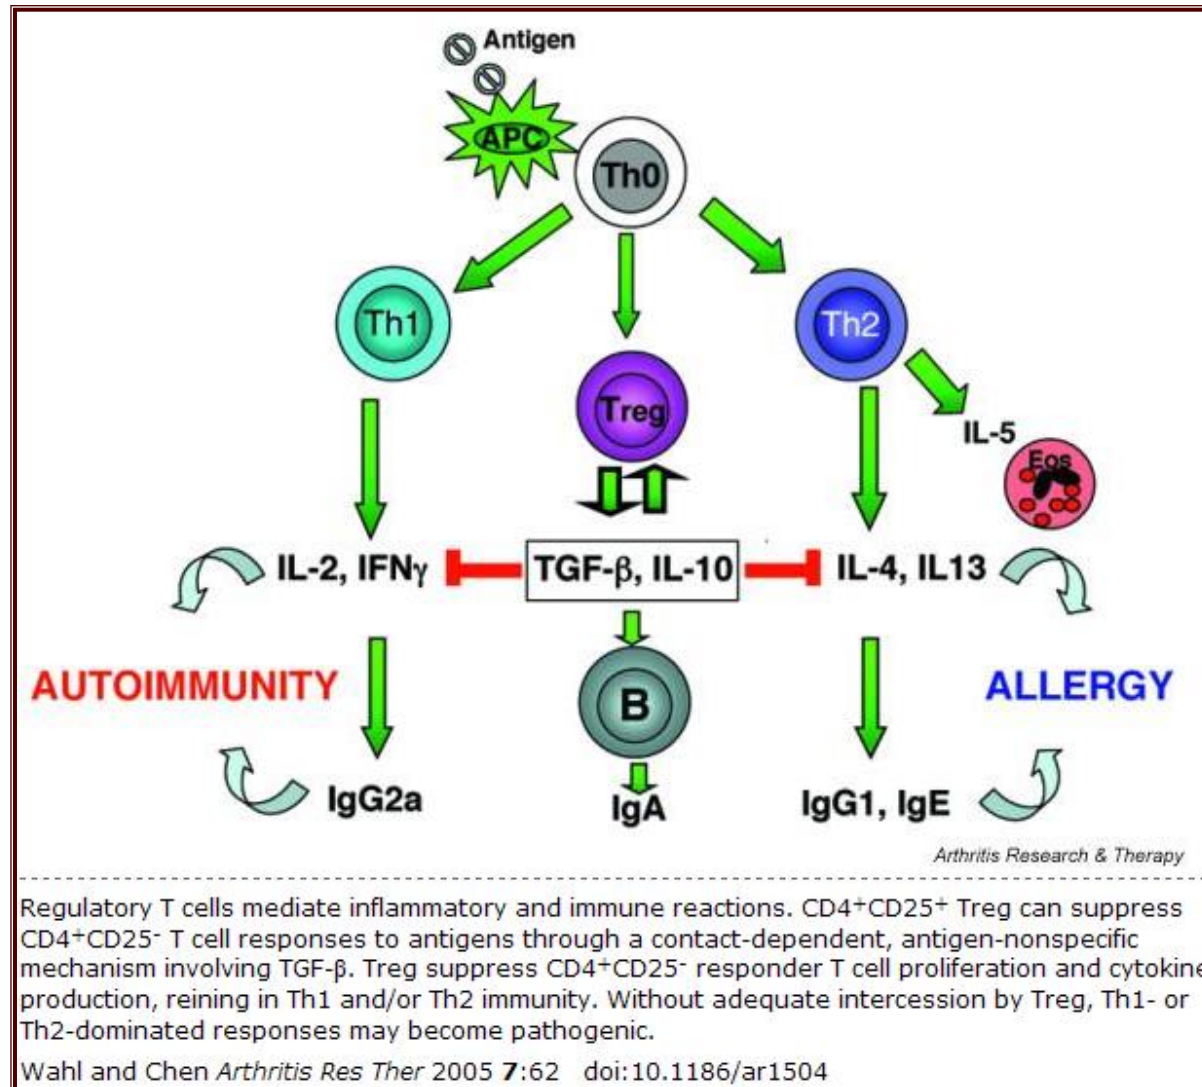 Antigen
APC
Th0
Th1
Th2
Treg
IL-5
Eos
IL-2, IFNγ
TGF-β, IL-10
IL-4, IL13
AUTOIMMUNITY
B
ALLERGY
IgG2a
IgA
IgG1, IgE
Arthritis Research & Therapy
Regulatory T cells mediate inflammatory and immune reactions. CD4⁺CD25⁺ Treg can suppress
CD4⁺CD25⁻ T cell responses to antigens through a contact-dependent, antigen-nonspecific
mechanism involving TGF-β. Treg suppress CD4⁺CD25⁻ responder T cell proliferation and cytokine
production, reining in Th1 and/or Th2 immunity. Without adequate intercession by Treg, Th1- or
Th2-dominated responses may become pathogenic.
Wahl and Chen Arthritis Res Ther 2005 7:62 doi:10.1186/ar1504